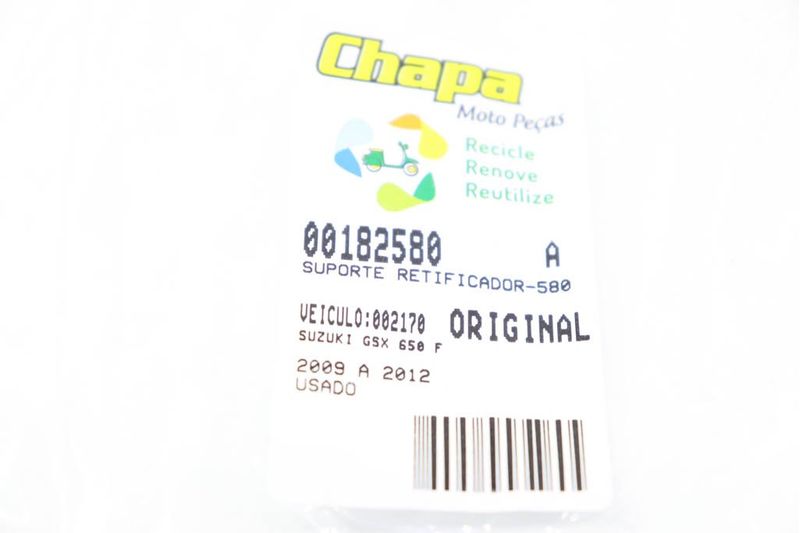 Chapa
Moto Peças
Recicle
Renove
Reutilize
00182580 A
SUPORTE RETIFICADOR-580
VEICULO:002170 ORIGINAL
SUZUKI GSX 650 F
2009 A 2012
USADO